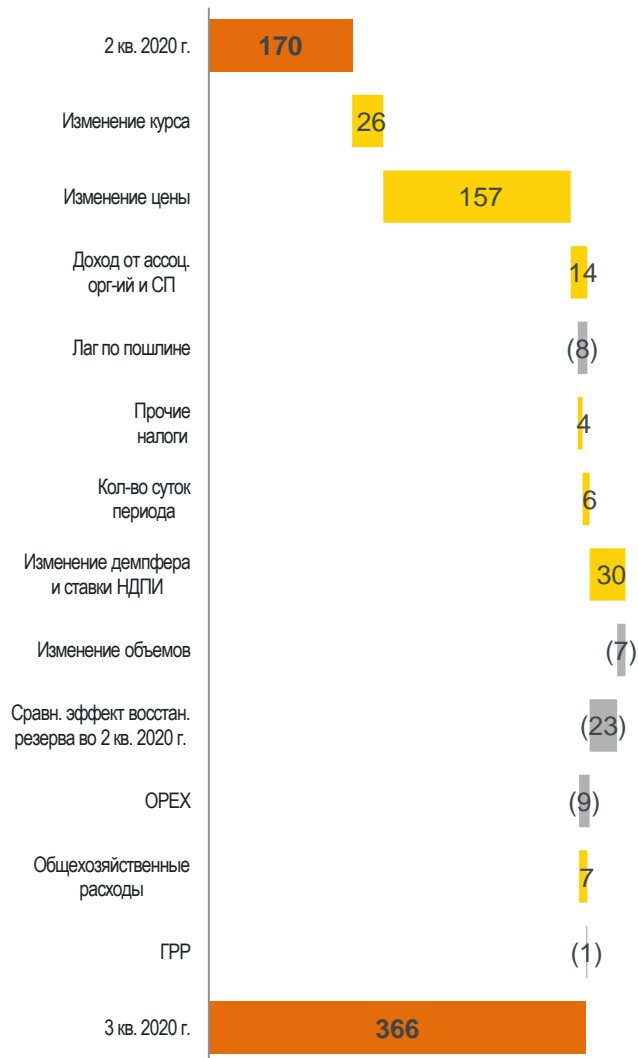 2 кв. 2020 г.
170
Изменение курса
26
Изменение цены
157
Доход от ассоц.
орг-ий и СП
14
Лаг по пошлине
(8)
Прочие
налоги
4
Кол-во суток
периода
6
Изменение демпфера
и ставки НДПИ
30
Изменение объемов
(7)
Сравн. эффект восстан.
резерва во 2 кв. 2020 г.
(23)
OPEX
(9)
Общехозяйственные
расходы
7
ГРР
(1)
3 кв. 2020 г.
366